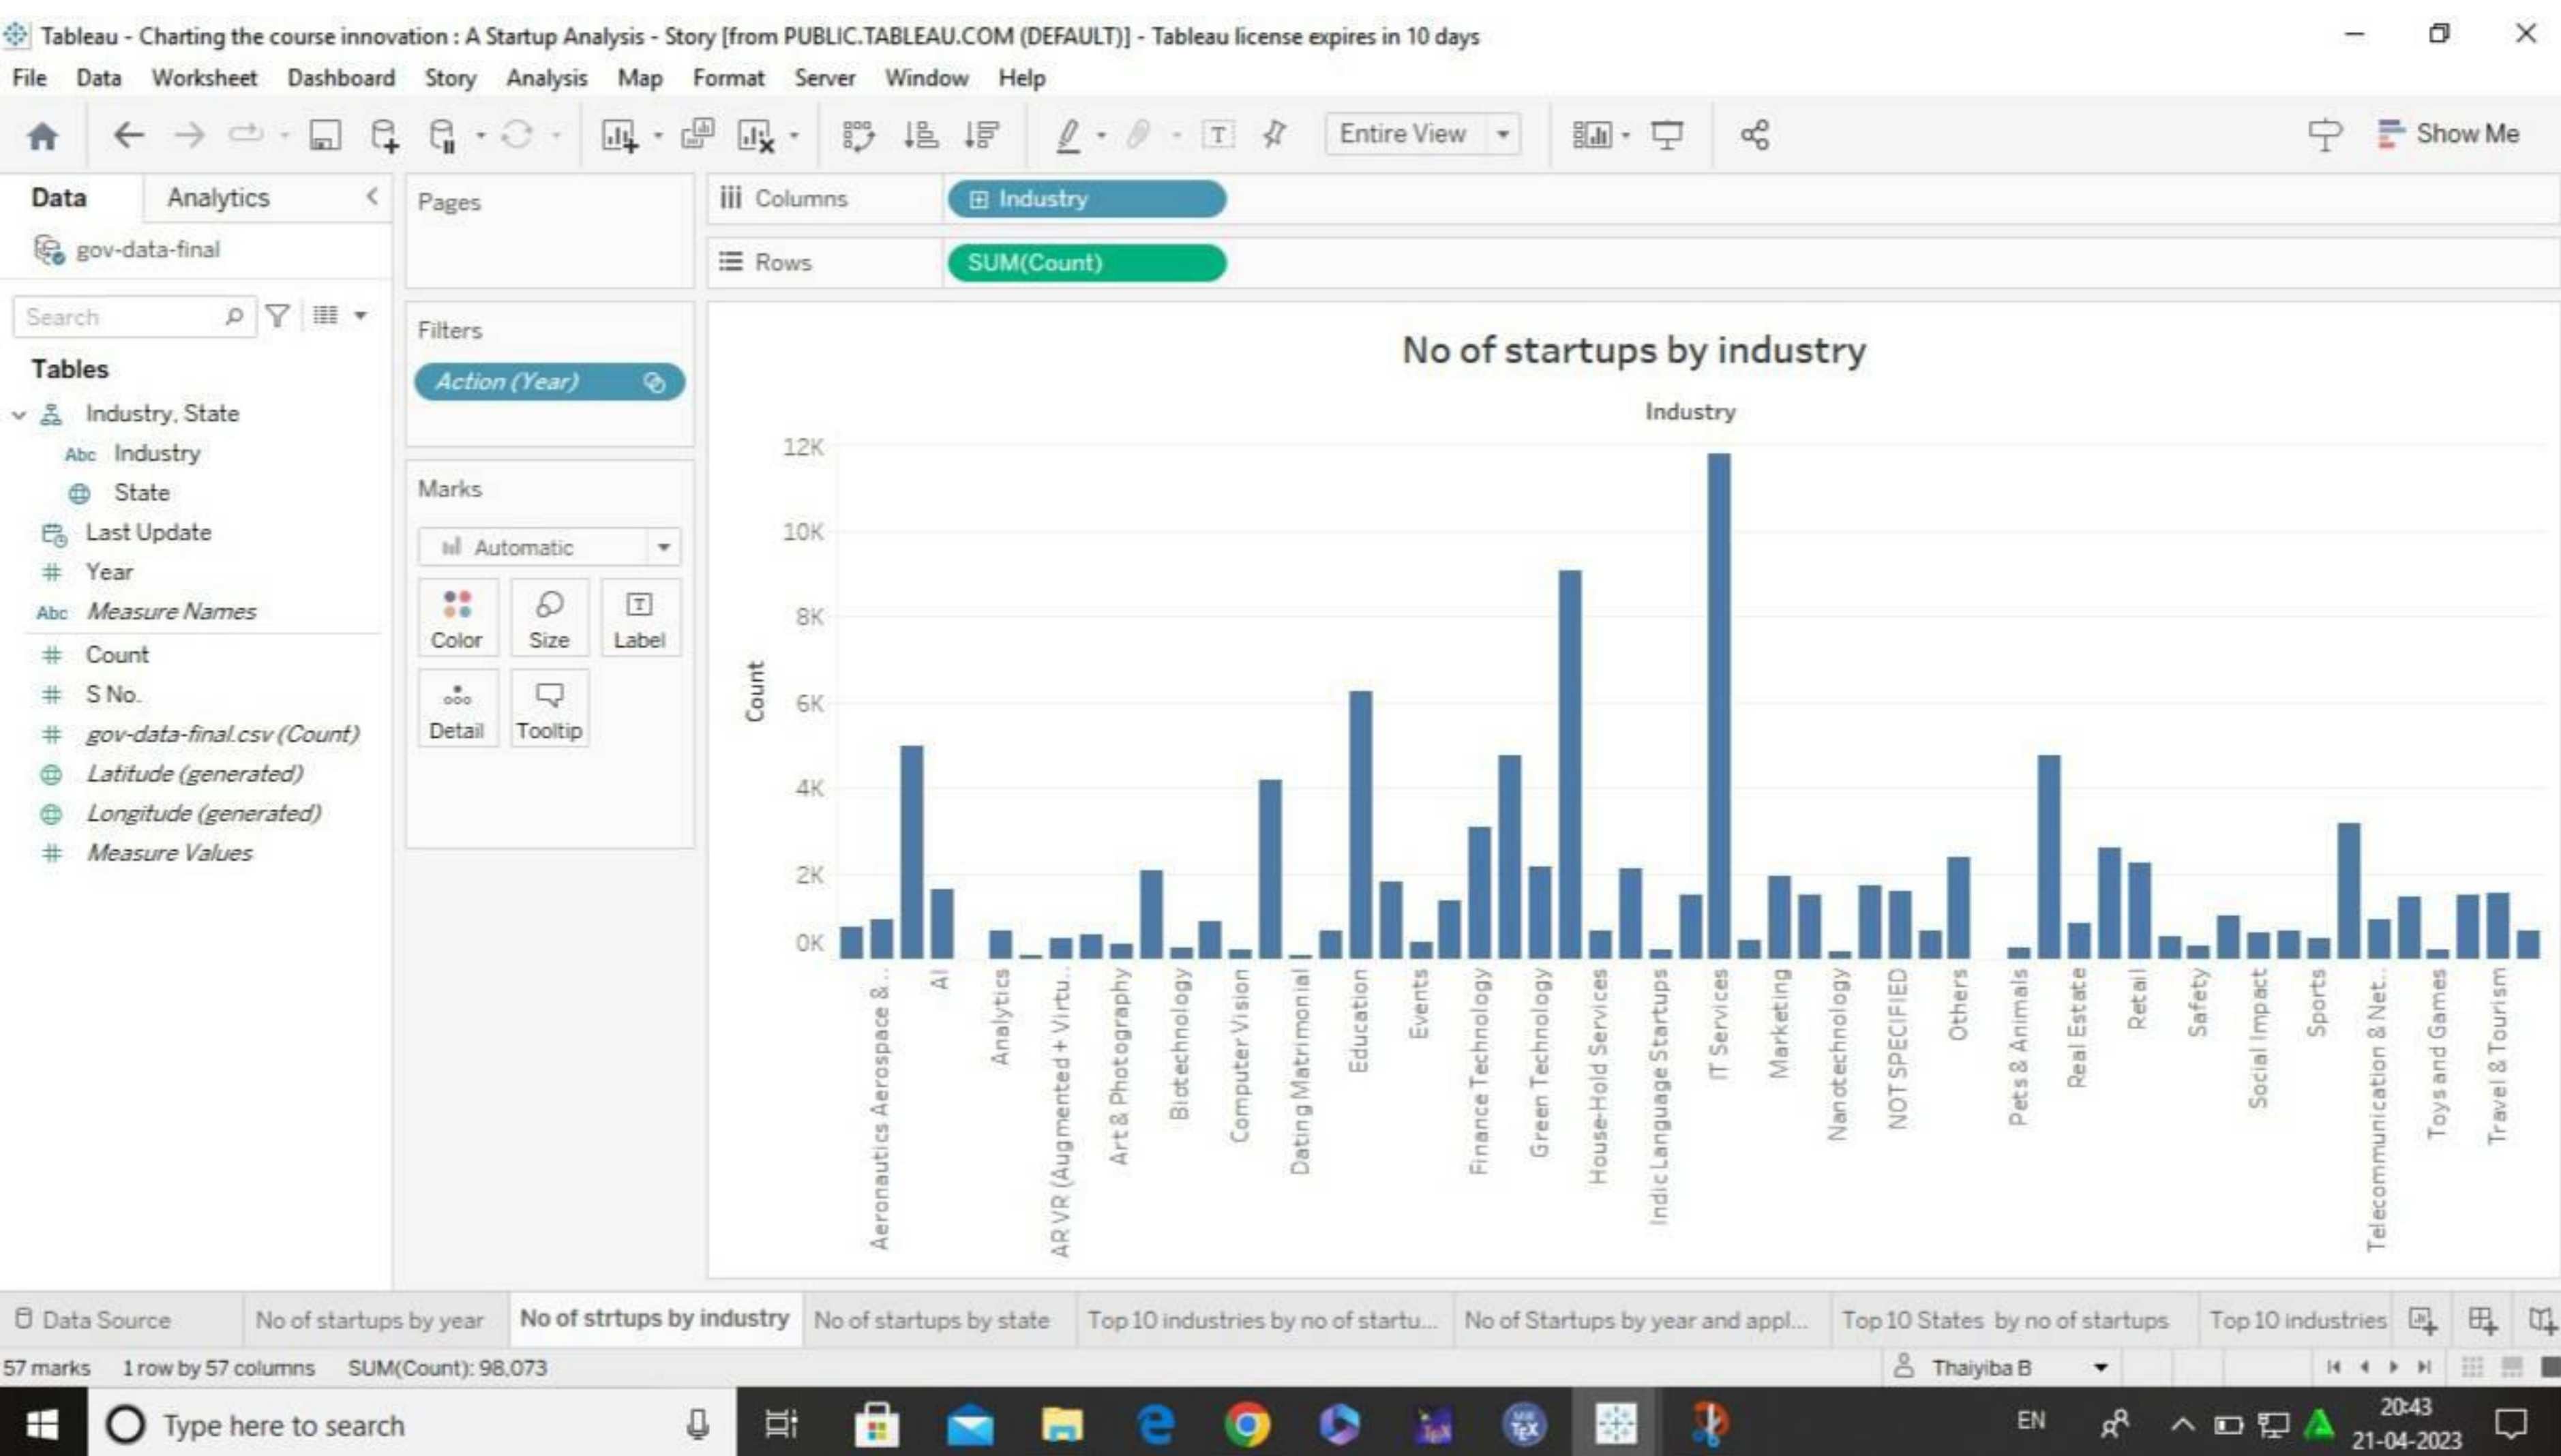 Tableau - Charting the course innovation : A Startup Analysis - Story [from PUBLIC.TABLEAU.COM (DEFAULT)] - Tableau license expires in 10 days
File Data Worksheet Dashboard Story Analysis Map Format Server Window Help
Entire View
Show Me
Data Analytics
gov-data-final
Search
Tables
Industry, State
Abc Industry
State
Last Update
# Year
Abc Measure Names
# Count
# S No.
# gov-data-final.csv (Count)
Latitude (generated)
Longitude (generated)
# Measure Values
Pages
Filters
Action (Year)
Marks
Automatic
Color Size Label
Detail Tooltip
Columns Industry
Rows SUM(Count)
No of startups by industry
Industry
Count
12K
10K
8K
6K
4K
2K
0K
Aeronautics Aerospace &..
AI
Analytics
AR VR (Augmented + Virtu..
Art & Photography
Biotechnology
Computer Vision
Dating Matrimonial
Education
Events
Finance Technology
Green Technology
House-Hold Services
Indic Language Startups
IT Services
Marketing
Nanotechnology
NOT SPECIFIED
Others
Pets & Animals
Real Estate
Retail
Safety
Social Impact
Sports
Telecommunication & Net..
Toys and Games
Travel & Tourism
Data Source No of startups by year No of strtups by industry No of startups by state Top 10 industries by no of startu... No of Startups by year and appl... Top 10 States by no of startups Top 10 industries
57 marks 1 row by 57 columns SUM(Count): 98,073
Thaiyiba B
Type here to search
EN
20:43
21-04-2023